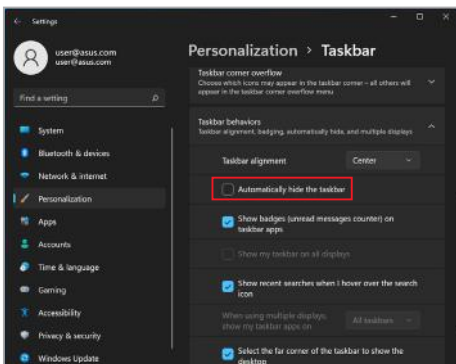 Settings
user@asus.com
user@asus.com
Find a setting
System
Bluetooth & devices
Network & internet
Personalization
Apps
Accounts
Time & language
Gaming
Accessibility
Privacy & security
Windows Update
Personalization > Taskbar
Taskbar corner overflow
Choose which icons may appear in the taskbar corner – all others will
appear in the taskbar corner overflow menu
Taskbar behaviors
Taskbar alignment, badging, automatically hide, and multiple displays
Taskbar alignment
Center
Automatically hide the taskbar
Show badges (unread messages counter) on
taskbar apps
Show my taskbar on all displays
Show recent searches when I hover over the search
icon
When using multiple displays,
show my taskbar apps on
All taskbars
Select the far corner of the taskbar to show the
desktop